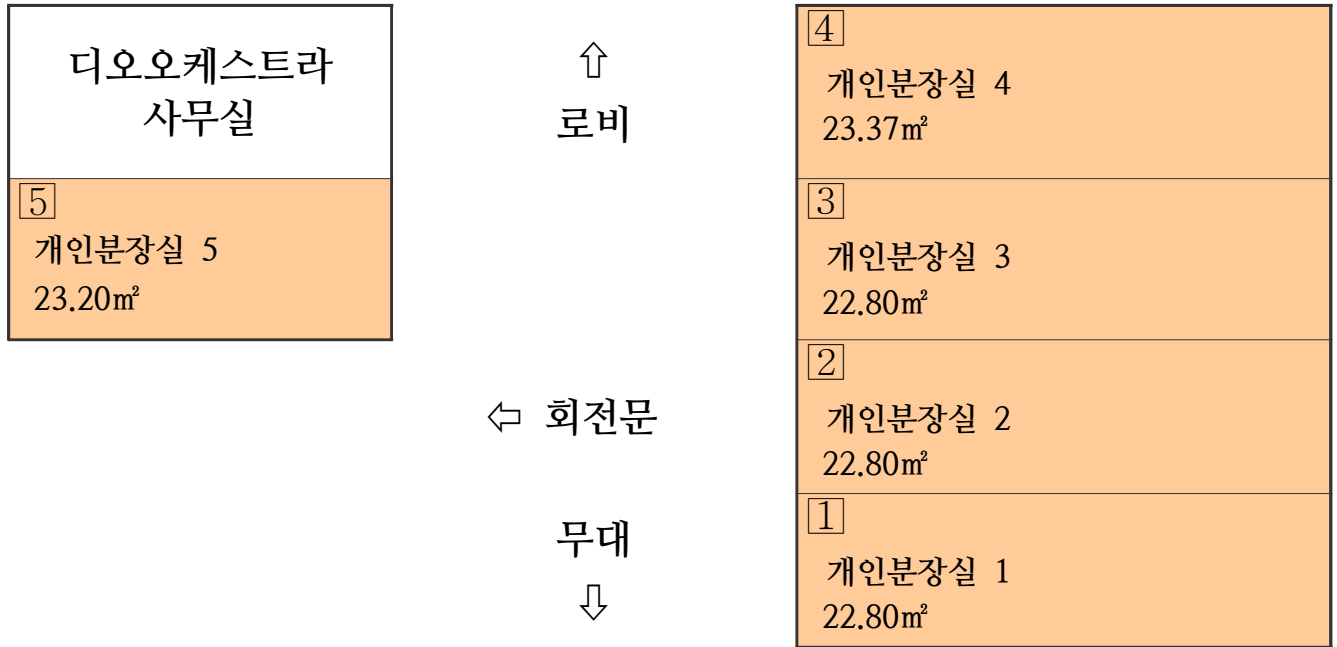 디오오케스트라
사무실
5
개인분장실 5
23.20㎡
⇧
로비
⇦ 회전문
무대
⇩
4
개인분장실 4
23.37㎡
3
개인분장실 3
22.80㎡
2
개인분장실 2
22.80㎡
1
개인분장실 1
22.80㎡